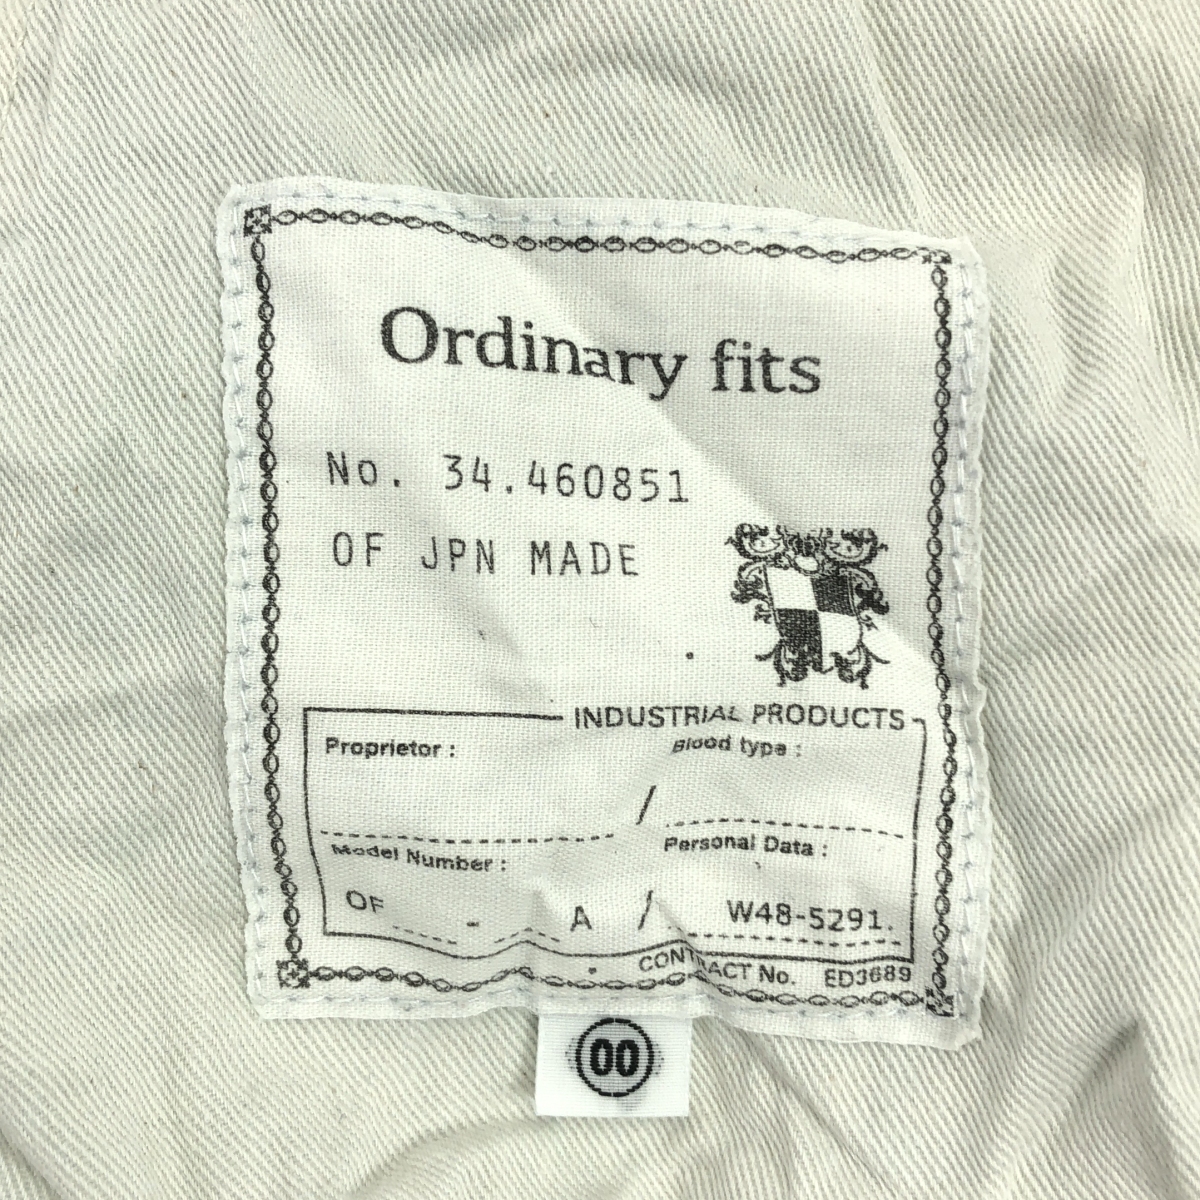 Ordinary fits
No. 34.460851
OF JPN MADE
INDUSTRIAL PRODUCTS
Proprietor : Blood type :
/
Model Number : Personal Data :
OF - A / W48-5291.
CONTRACT No. ED3689
00